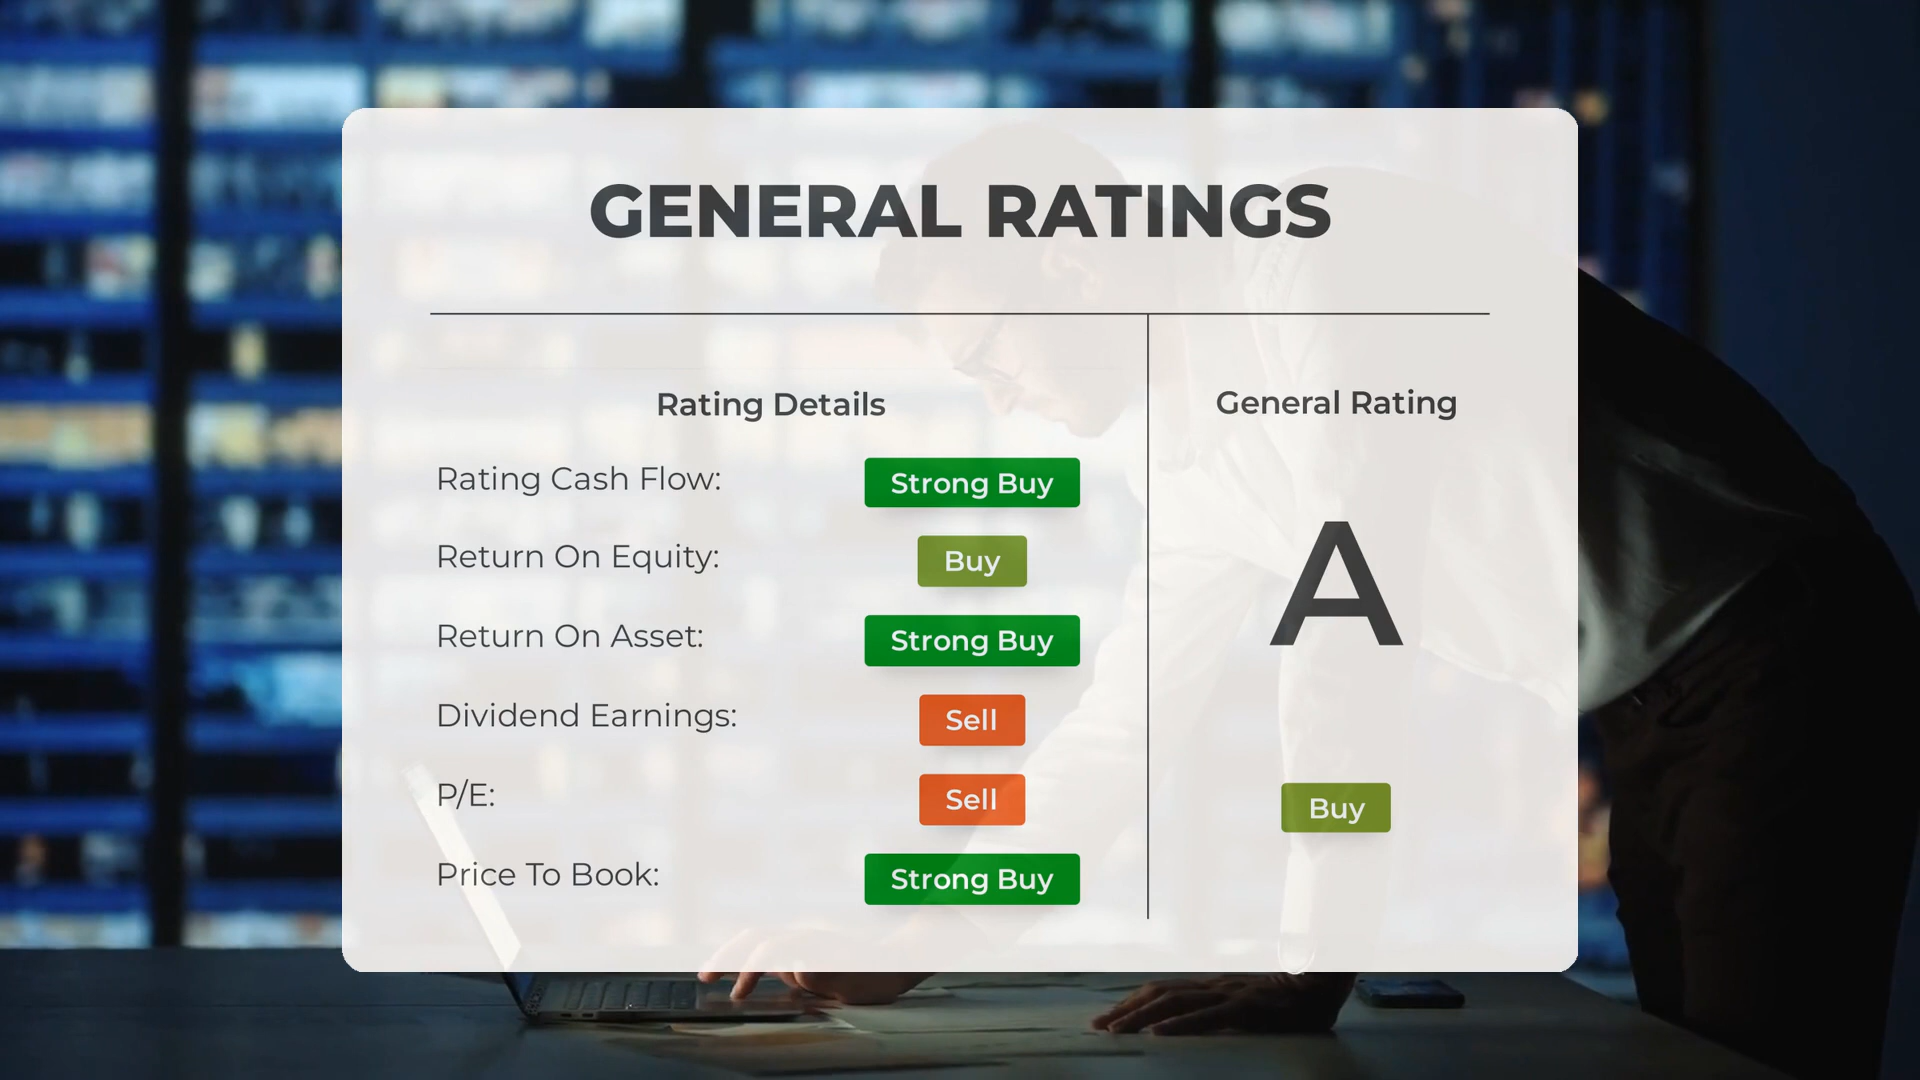 GENERAL RATINGS
Rating Details
Rating Cash Flow: Strong Buy
Return On Equity: Buy
Return On Asset: Strong Buy
Dividend Earnings: Sell
P/E: Sell
Price To Book: Strong Buy
General Rating
A
Buy